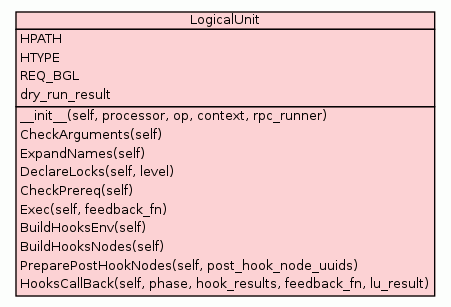 LogicalUnit
HPATH
HTYPE
REQ_BGL
dry_run_result
__init__(self, processor, op, context, rpc_runner)
CheckArguments(self)
ExpandNames(self)
DeclareLocks(self, level)
CheckPrereq(self)
Exec(self, feedback_fn)
BuildHooksEnv(self)
BuildHooksNodes(self)
PreparePostHookNodes(self, post_hook_node_uuids)
HooksCallBack(self, phase, hook_results, feedback_fn, lu_result)